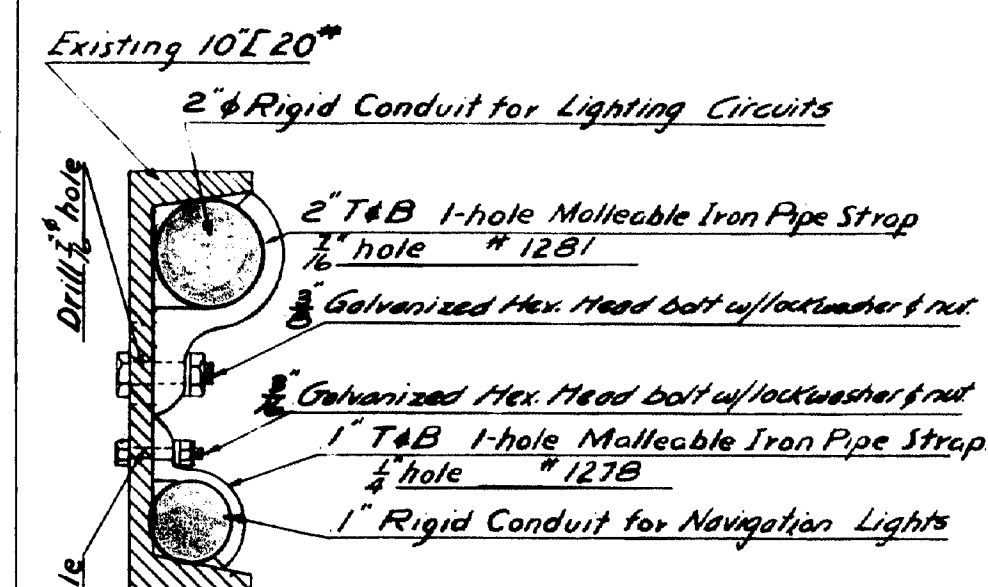 Existing 10"[ 20#
2"ϕ Rigid Conduit for Lighting Circuits
Drill 7/16"ϕ hole
2" T&B 1-hole Malleable Iron Pipe Strap
7/16" hole # 1281
3/8" Galvanized Hex. Head bolt w/lockwasher & nut.
3/16" Galvanized Hex. Head bolt w/lockwasher & nut
1" T&B 1-hole Malleable Iron Pipe Strap.
1/4" hole # 1278
1" Rigid Conduit for Navigation Lights